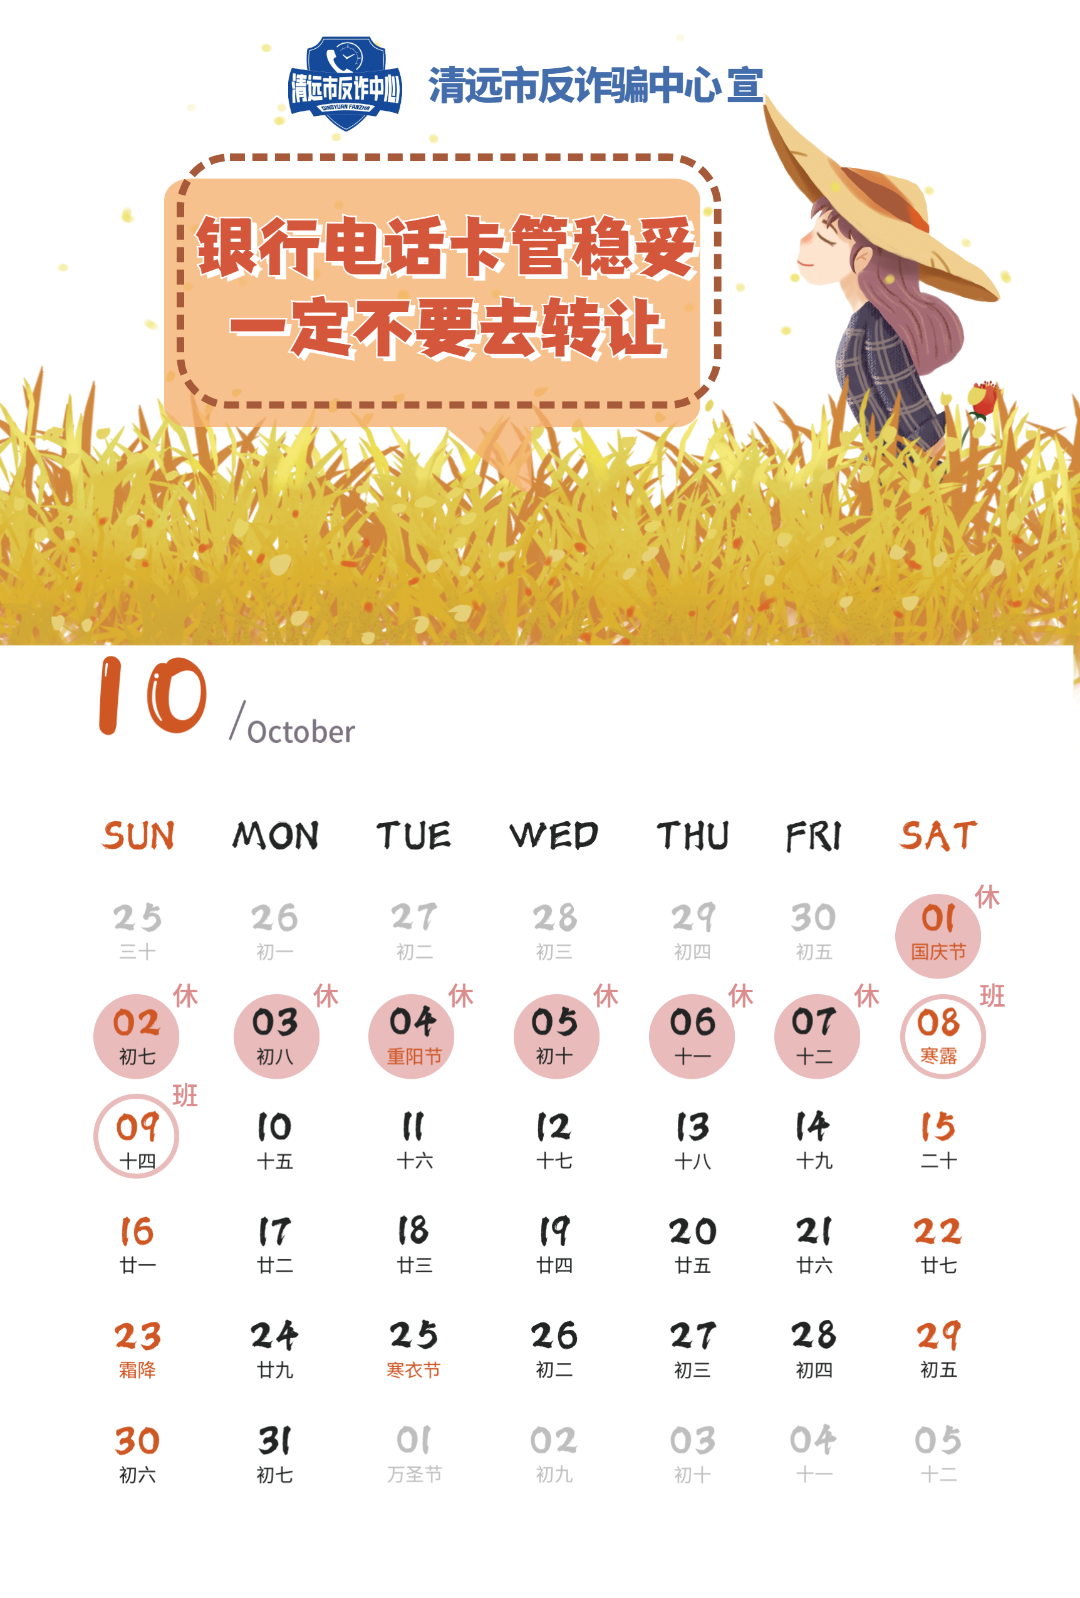 清远市反诈中心
QINGYUAN FANZHA
清远市反诈骗中心 宣
银行电话卡管稳妥
一定不要去转让
10 /October
SUN MON TUE WED THU FRI SAT
25 26 27 28 29 30 01 休
三十 初一 初二 初三 初四 初五 国庆节
02 休 03 休 04 休 05 休 06 休 07 休 08 班
初七 初八 重阳节 初十 十一 十二 寒露
09 班 10 11 12 13 14 15
十四 十五 十六 十七 十八 十九 二十
16 17 18 19 20 21 22
廿一 廿二 廿三 廿四 廿五 廿六 廿七
23 24 25 26 27 28 29
霜降 廿九 寒衣节 初二 初三 初四 初五
30 31 01 02 03 04 05
初六 初七 万圣节 初九 初十 十一 十二